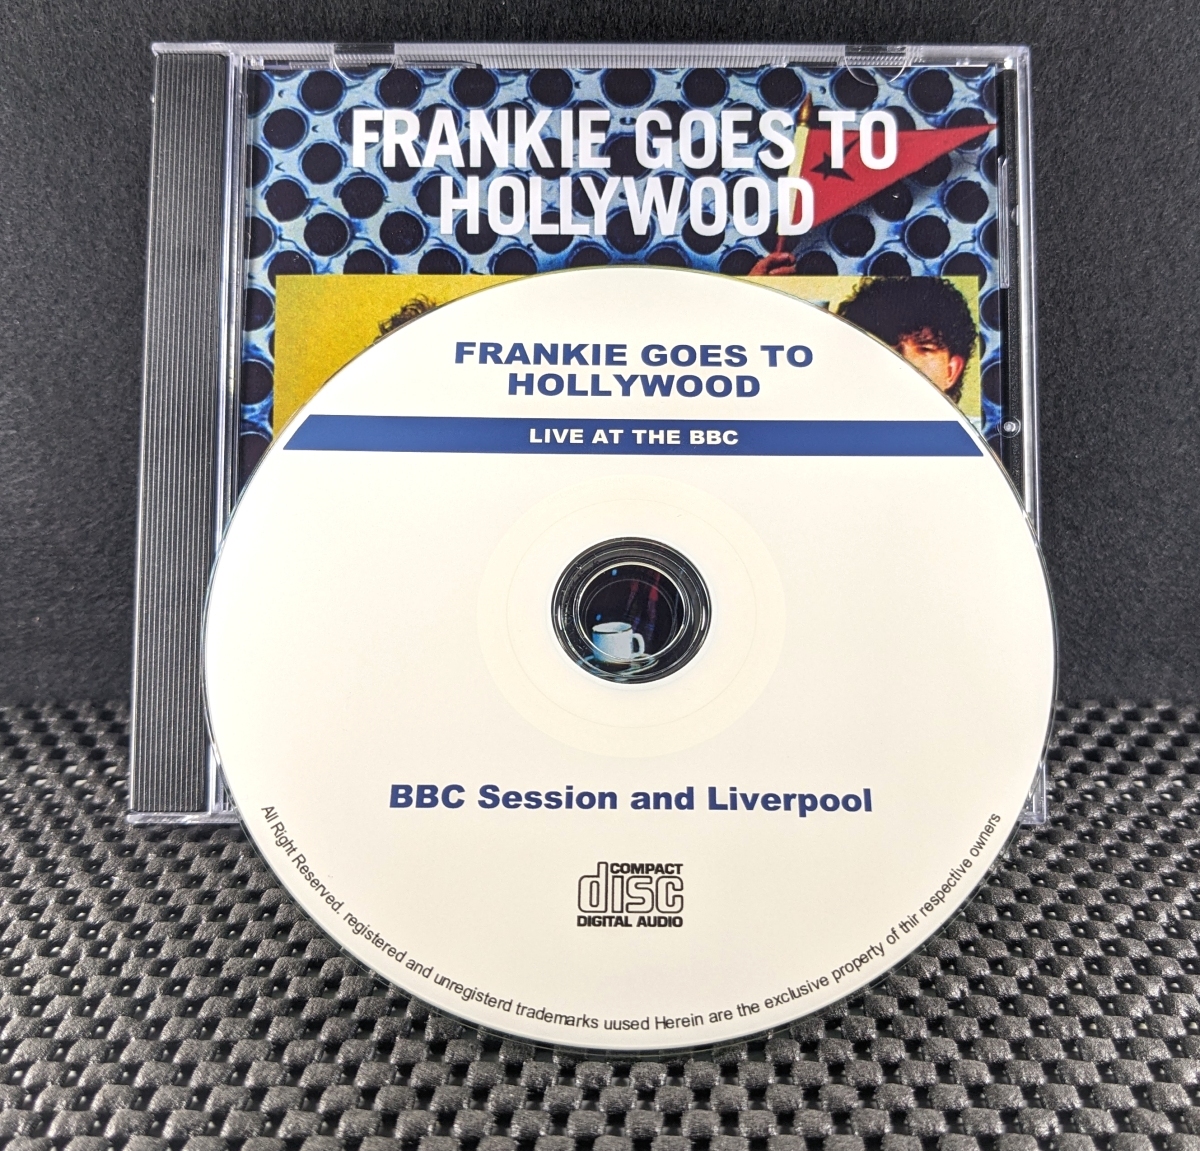 FRANKIE GOES TO
HOLLYWOOD
FRANKIE GOES TO
HOLLYWOOD
LIVE AT THE BBC
BBC Session and Liverpool
COMPACT
disc
DIGITAL AUDIO
All Right Reserved. registered and unregisterd trademarks uused Herein are the exclusive property of thir respective owners